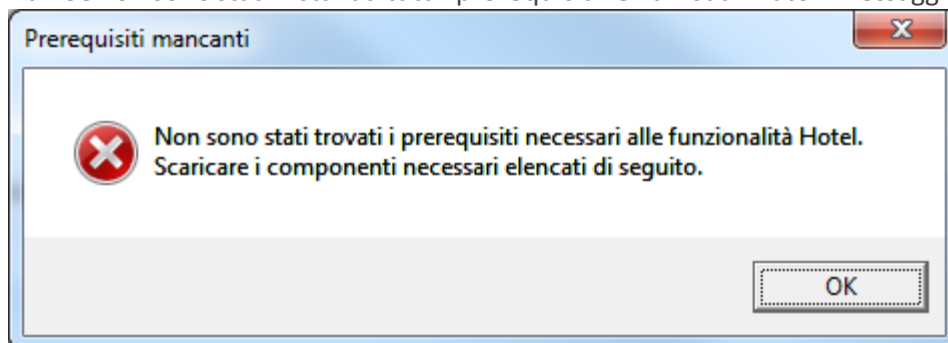 Prerequisiti mancanti
Non sono stati trovati i prerequisiti necessari alle funzionalità Hotel.
Scaricare i componenti necessari elencati di seguito.
OK